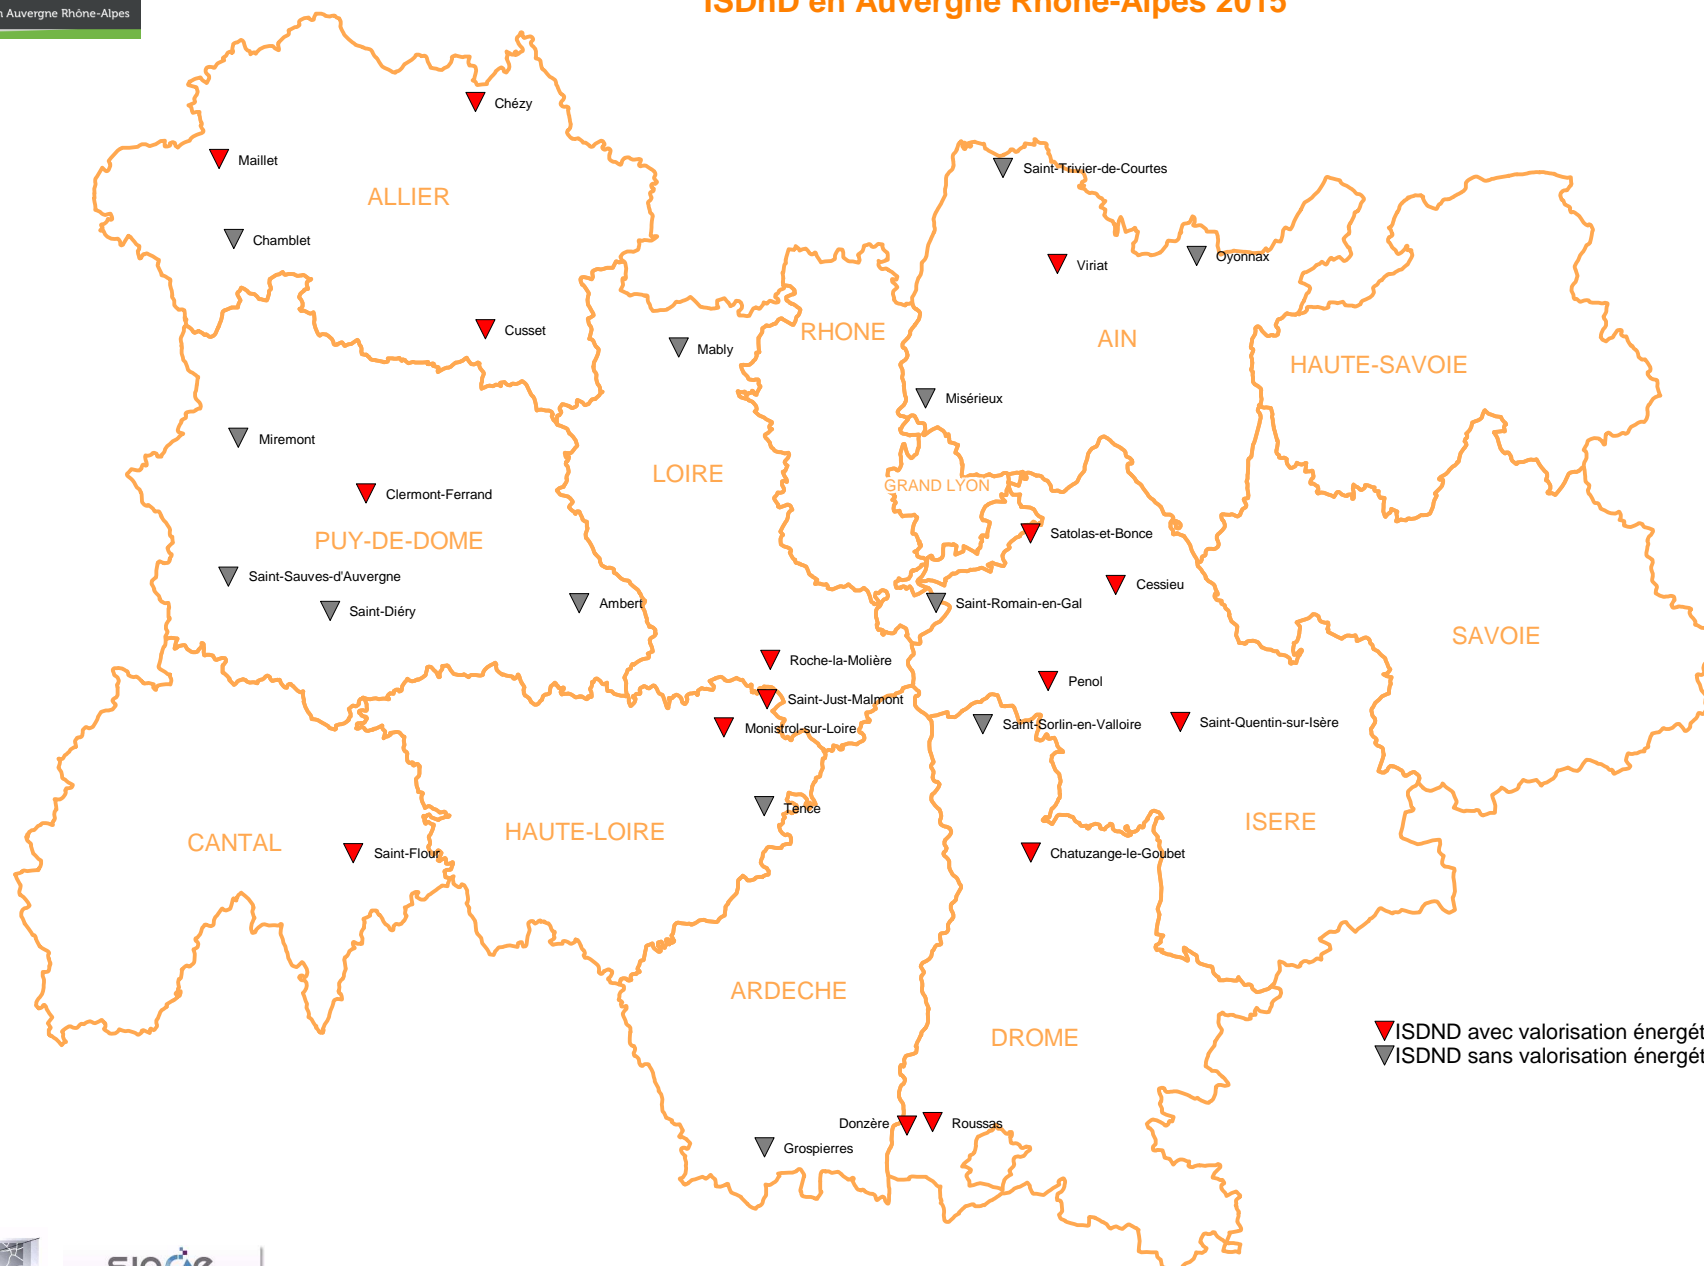 n Auvergne Rhône-Alpes
ISDnD en Auvergne Rhône-Alpes 2015
Chézy
Maillet
ALLIER
Chamblet
Cusset
Saint-Trivier-de-Courtes
Viriat
Oyonnax
RHONE
AIN
Mably
HAUTE-SAVOIE
Misérieux
Miremont
LOIRE
GRAND LYON
Clermont-Ferrand
PUY-DE-DOME
Satolas-et-Bonce
Saint-Sauves-d'Auvergne
Cessieu
Saint-Diéry
Ambert
Saint-Romain-en-Gal
SAVOIE
Roche-la-Molière
Penol
Saint-Just-Malmont
Monistrol-sur-Loire
Saint-Sorlin-en-Valloire
Saint-Quentin-sur-Isère
Tence
HAUTE-LOIRE
ISERE
CANTAL
Saint-Flour
Chatuzange-le-Goubet
ARDECHE
DROME
ISDND avec valorisation énergét
ISDND sans valorisation énergét
Donzère
Roussas
Grospierres